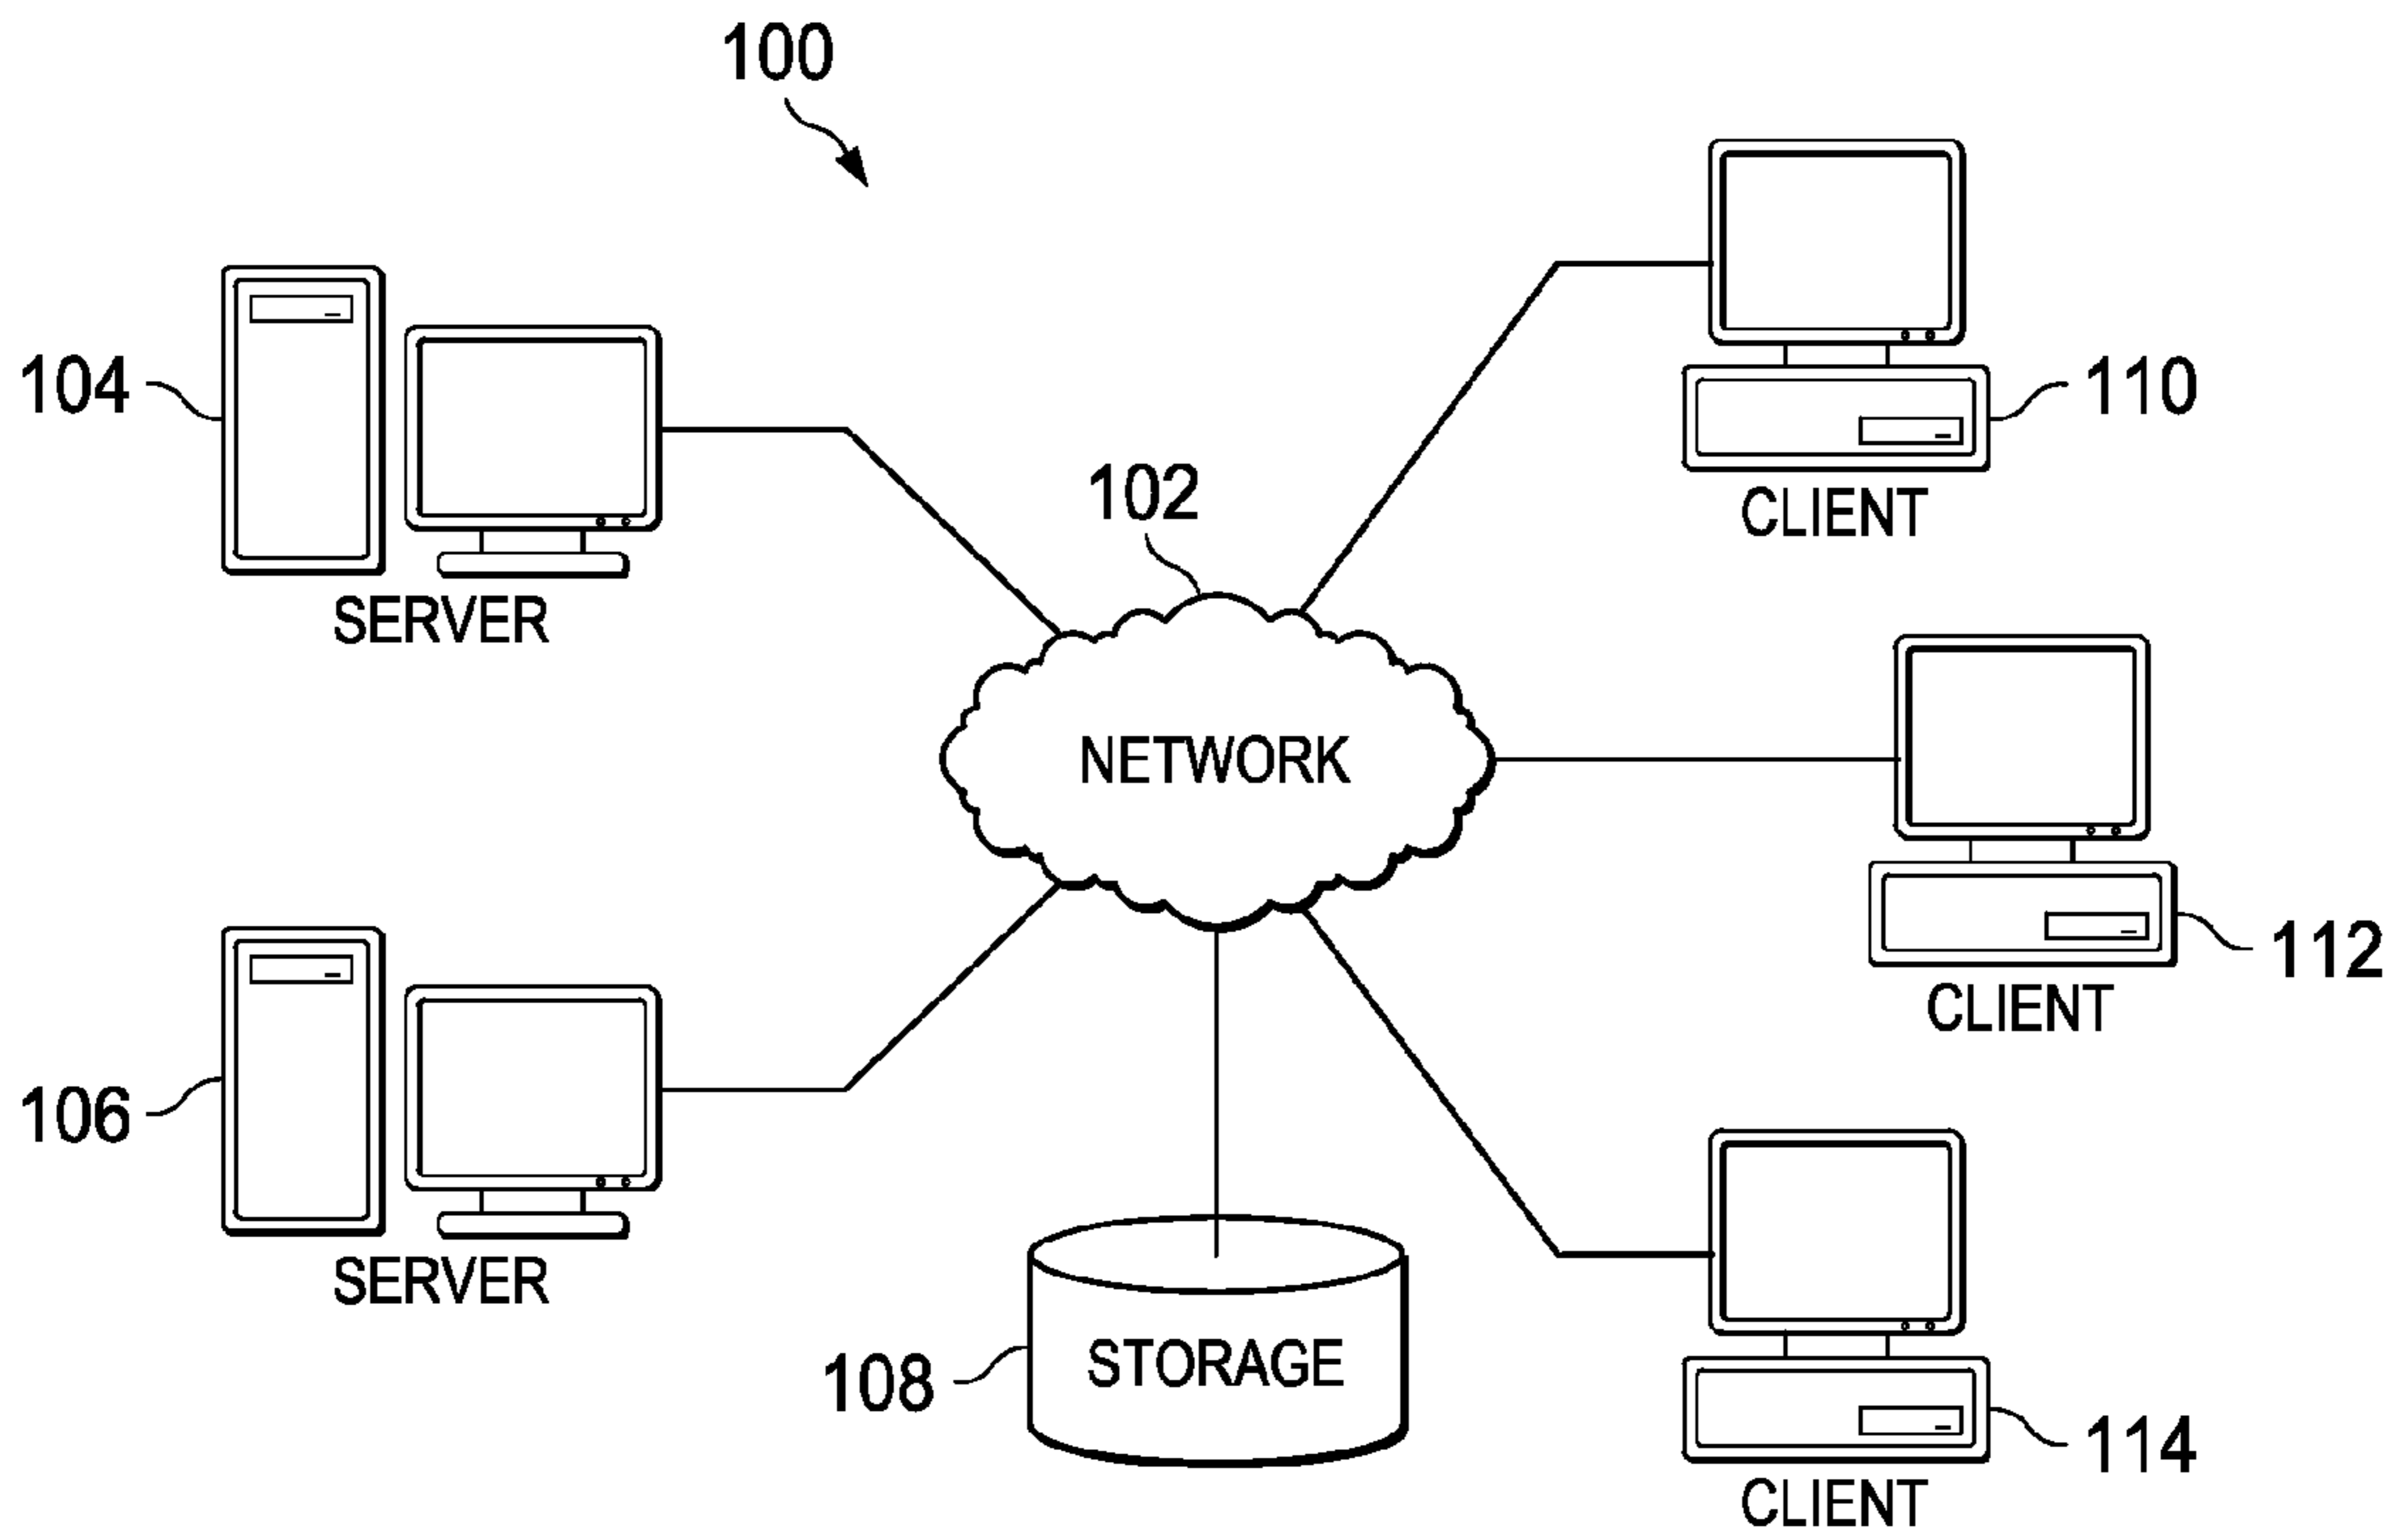 100
104
SERVER
110
CLIENT
102
NETWORK
112
CLIENT
106
SERVER
108
STORAGE
114
CLIENT